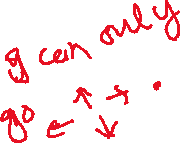 I can only
go ← ↑ ↓ → .